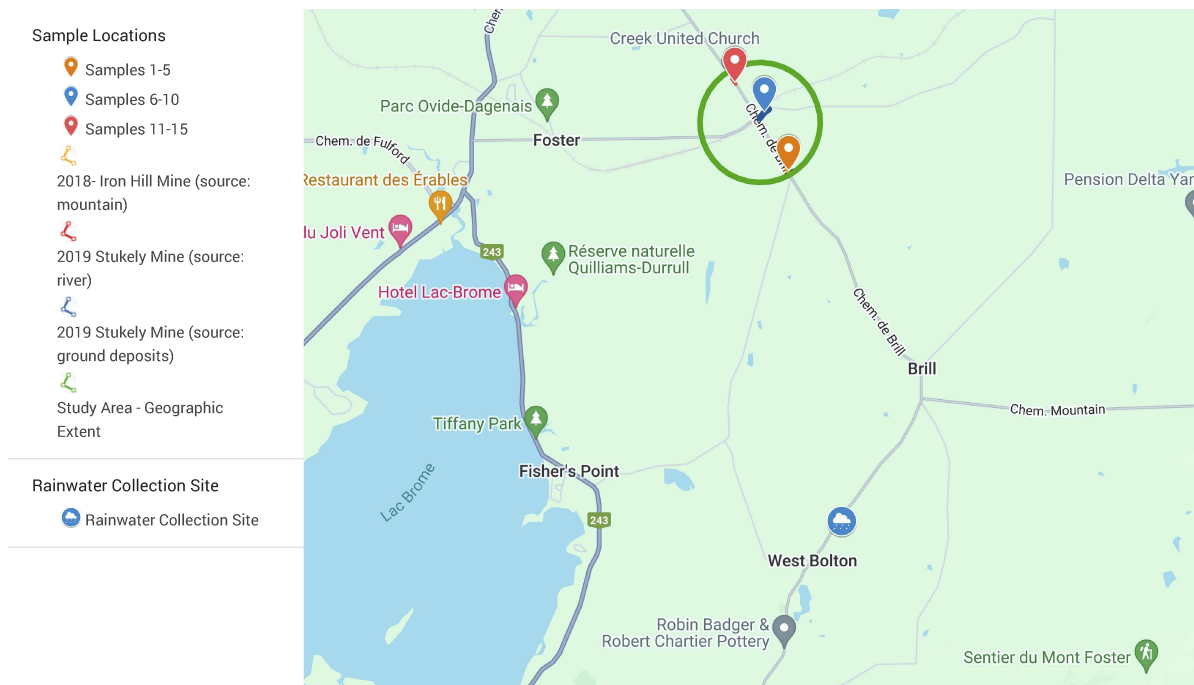 Sample Locations
Samples 1-5
Samples 6-10
Samples 11-15
2018- Iron Hill Mine (source:
mountain)
2019 Stukely Mine (source:
river)
2019 Stukely Mine (source:
ground deposits)
Study Area - Geographic
Extent
Rainwater Collection Site
Rainwater Collection Site
Creek United Church
Parc Ovide-Dagenais
Foster
Chem. de Fulford
Restaurant des Érables
Pension Delta Yar
du Joli Vent
243
Réserve naturelle
Quilliams-Durrull
Hotel Lac-Brome
Chem. de Brill
Brill
Chem. Mountain
Tiffany Park
Fisher's Point
Lac Brome
243
West Bolton
Robin Badger &
Robert Chartier Pottery
Sentier du Mont Foster